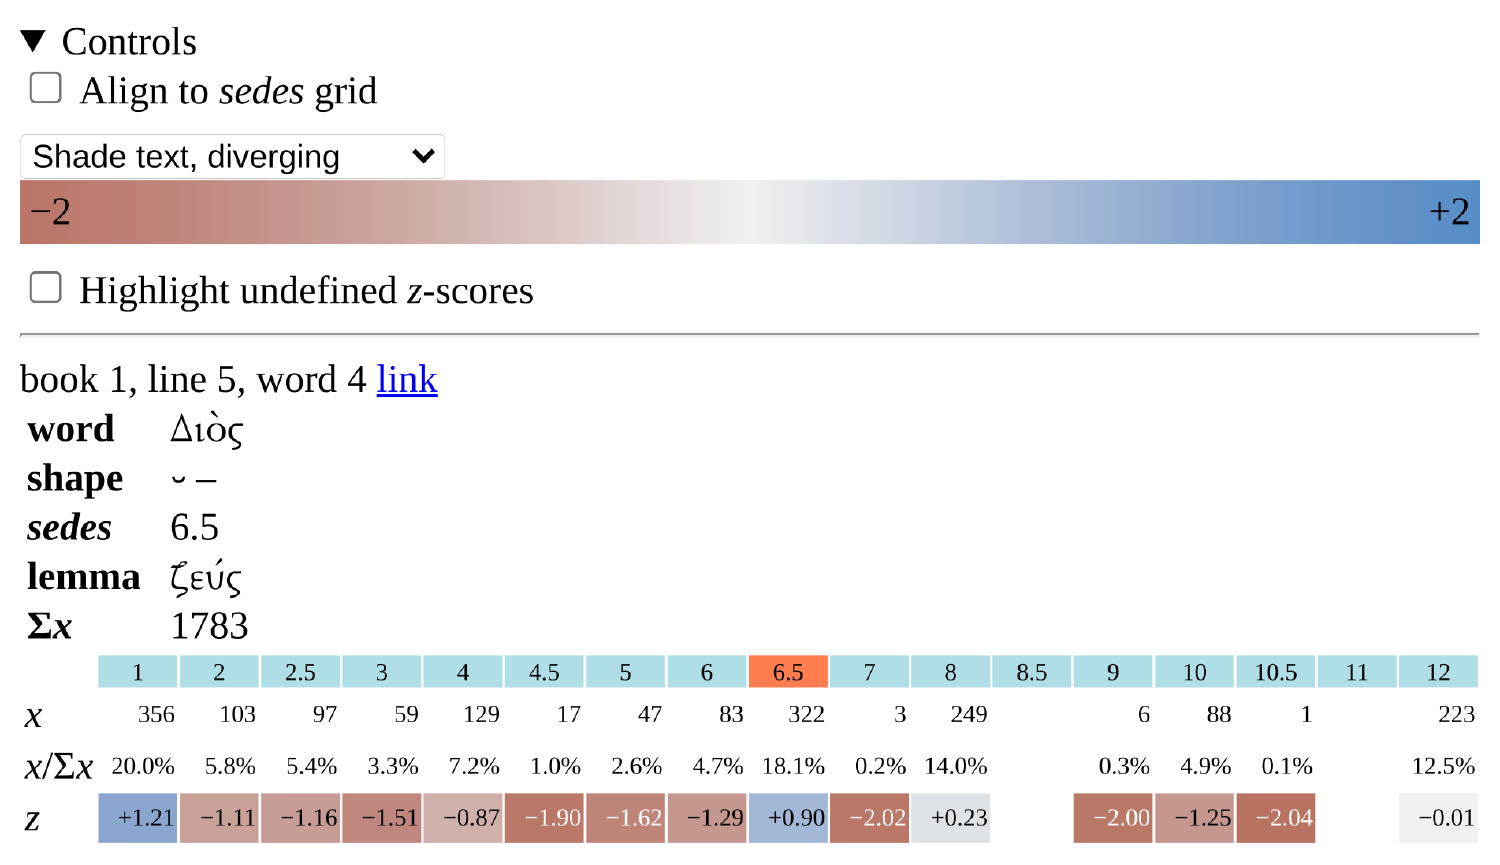 ▼ Controls
Align to sedes grid
Shade text, diverging
−2 +2
Highlight undefined z-scores
book 1, line 5, word 4 link
word Διὸς
shape ⏑ –
sedes 6.5
lemma ζεύς
Σx 1783
1 2 2.5 3 4 4.5 5 6 6.5 7 8 8.5 9 10 10.5 11 12
x 356 103 97 59 129 17 47 83 322 3 249 6 88 1 223
x/Σx 20.0% 5.8% 5.4% 3.3% 7.2% 1.0% 2.6% 4.7% 18.1% 0.2% 14.0% 0.3% 4.9% 0.1% 12.5%
z +1.21 −1.11 −1.16 −1.51 −0.87 −1.90 −1.62 −1.29 +0.90 −2.02 +0.23 −2.00 −1.25 −2.04 −0.01